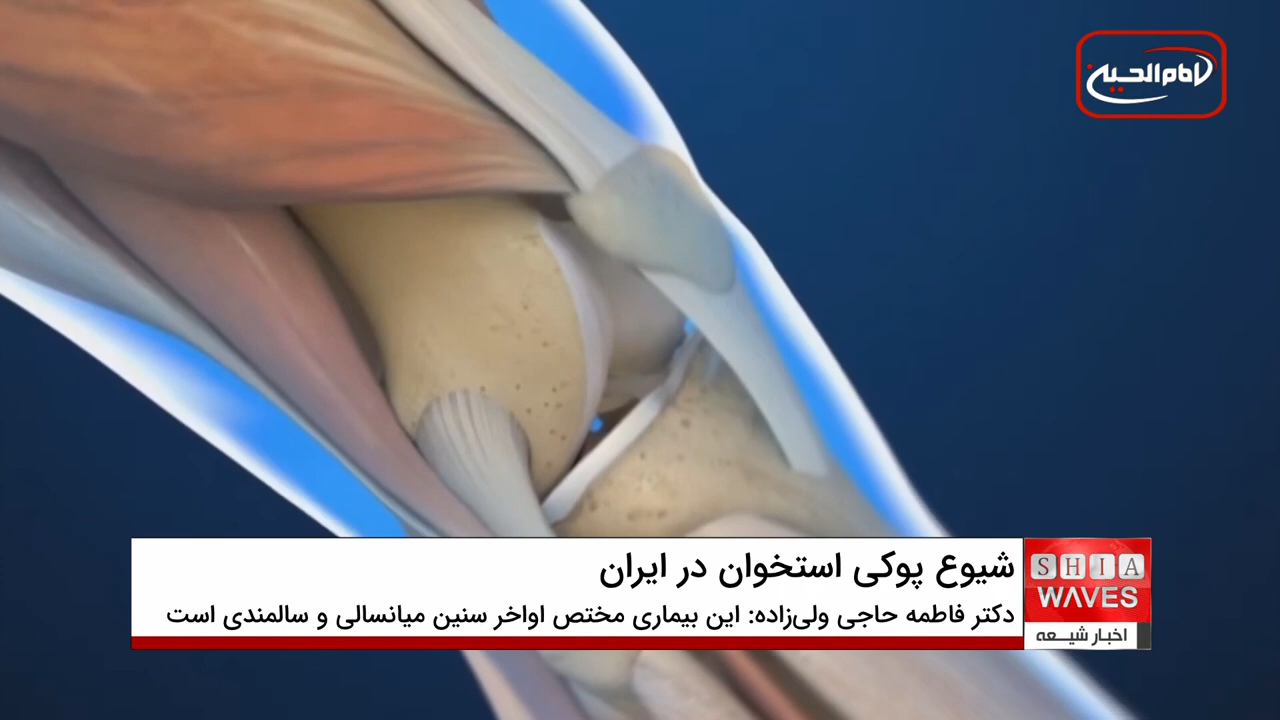 امام الحسین
شیوع پوکی استخوان در ایران
دکتر فاطمه حاجی ولی‌زاده: این بیماری مختص اواخر سنین میانسالی و سالمندی است
SHIA
WAVES
اخبار شیعه